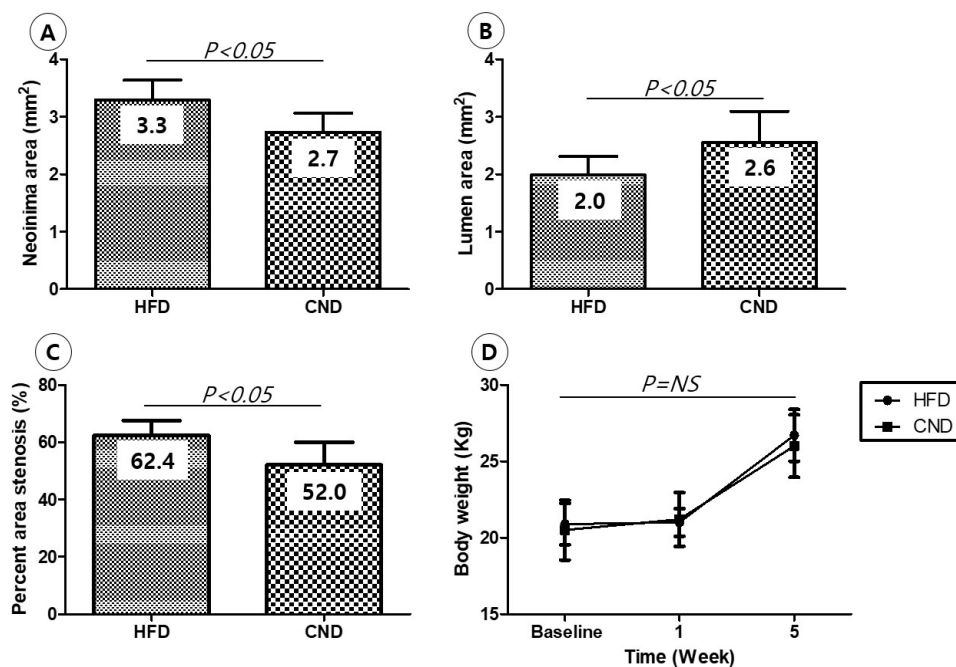 A
P<0.05
Neoinima area (mm²)
4
3
2
1
0
3.3
2.7
HFD
CND
B
P<0.05
Lumen area (mm²)
4
3
2
1
0
2.0
2.6
HFD
CND
C
P<0.05
Percent area stenosis (%)
80
60
40
20
0
62.4
52.0
HFD
CND
D
P=NS
Body weight (Kg)
30
25
20
15
Baseline
1
5
Time (Week)
HFD
CND